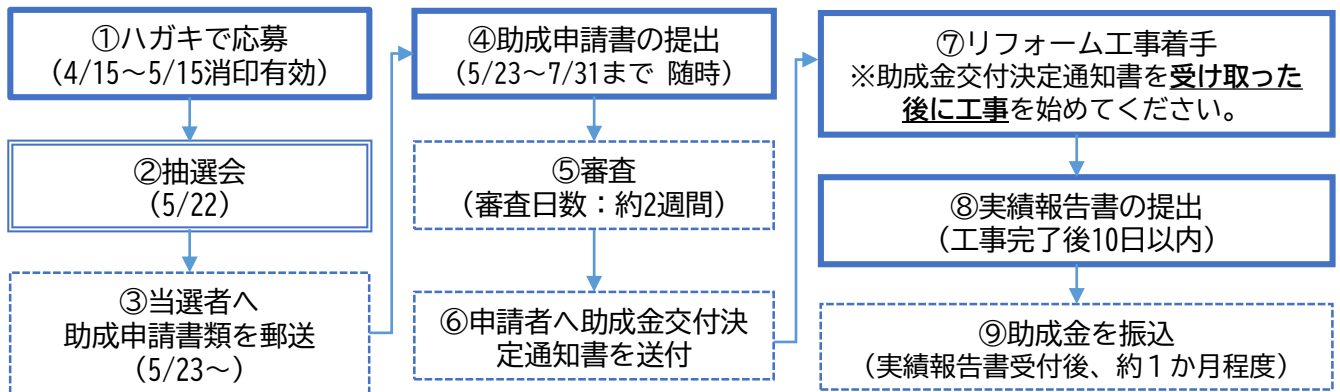 ①ハガキで応募
（4/15～5/15消印有効）
②抽選会
（5/22）
③当選者へ
助成申請書類を郵送
（5/23～）
④助成申請書の提出
（5/23～7/31まで 随時）
⑤審査
（審査日数：約2週間）
⑥申請者へ助成金交付決
定通知書を送付
⑦リフォーム工事着手
※助成金交付決定通知書を受け取った
後に工事を始めてください。
⑧実績報告書の提出
（工事完了後10日以内）
⑨助成金を振込
（実績報告書受付後、約１か月程度）